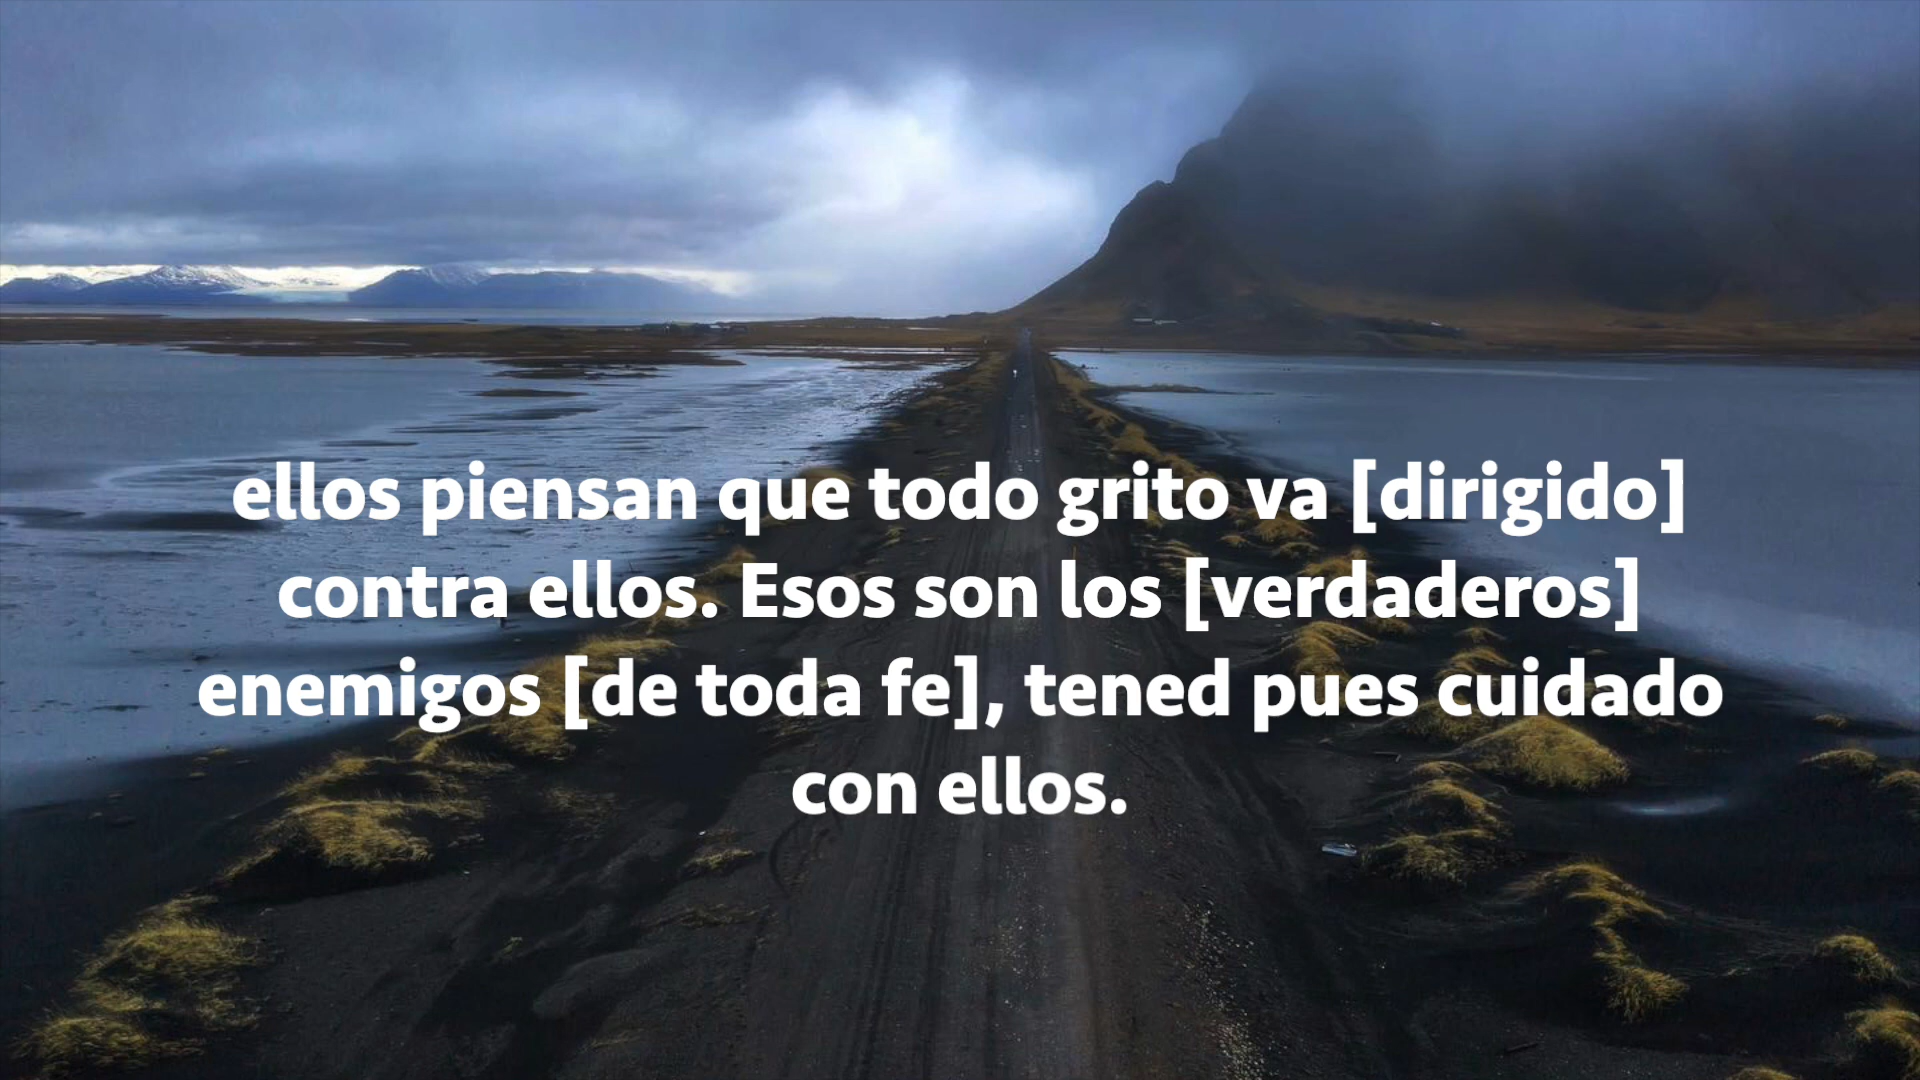 ellos piensan que todo grito va [dirigido]
contra ellos. Esos son los [verdaderos]
enemigos [de toda fe], tened pues cuidado
con ellos.